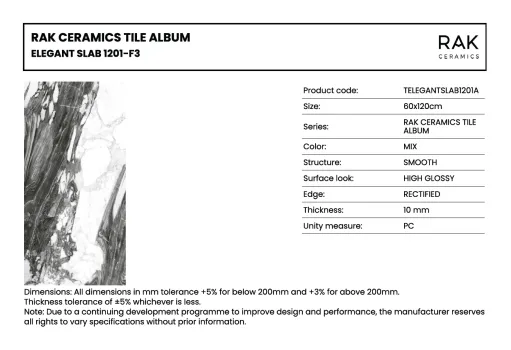 RAK CERAMICS TILE ALBUM
ELEGANT SLAB 1201-F3
RAK
CERAMICS
Product code: TELEGANTSLAB1201A
Size: 60x120cm
Series: RAK CERAMICS TILE
ALBUM
Color: MIX
Structure: SMOOTH
Surface look: HIGH GLOSSY
Edge: RECTIFIED
Thickness: 10 mm
Unity measure: PC
Dimensions: All dimensions in mm tolerance +5% for below 200mm and +3% for above 200mm.
Thickness tolerance of ±5% whichever is less.
Note: Due to a continuing development programme to improve design and performance, the manufacturer reserves
all rights to vary specifications without prior information.